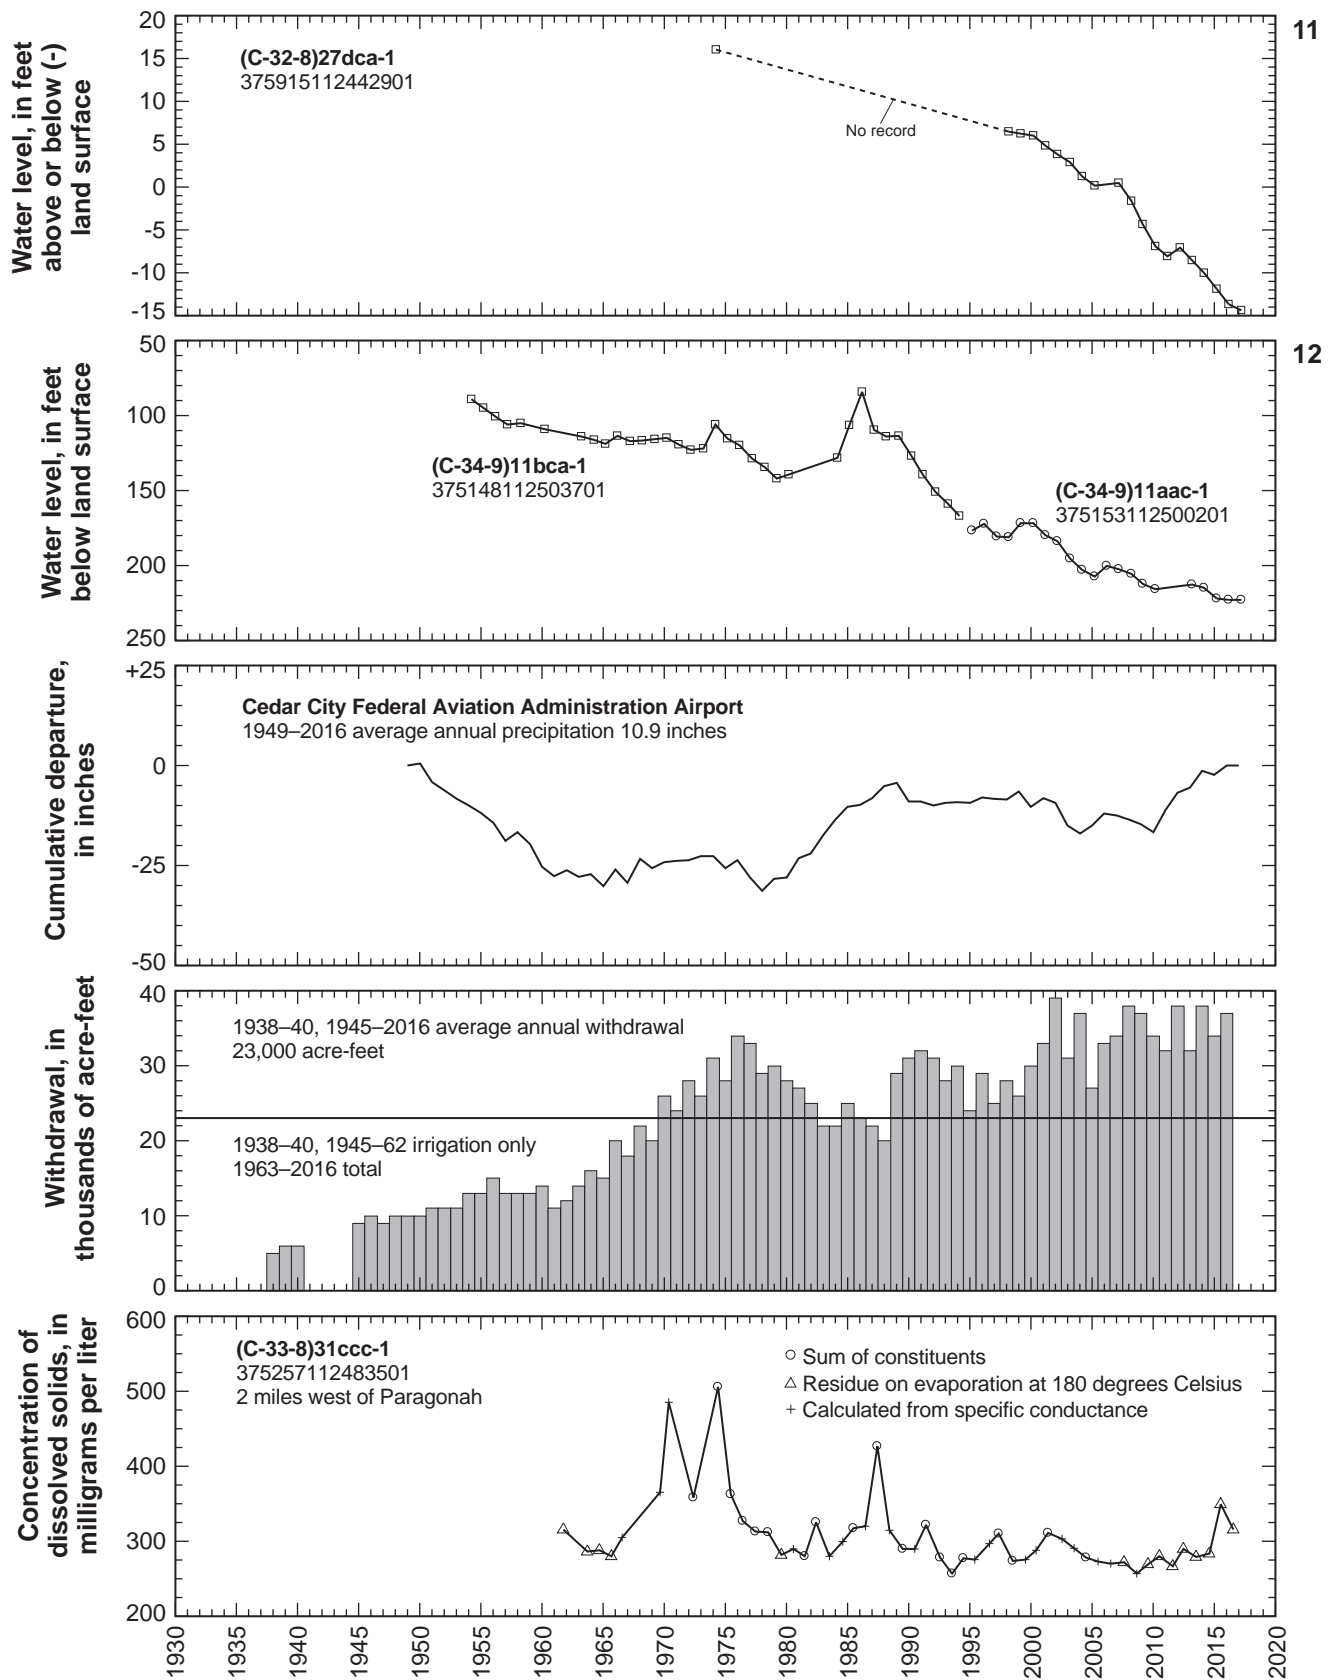 11
Water level, in feet
above or below (-)
land surface
20
15
10
5
0
-5
-10
-15
(C-32-8)27dca-1
375915112442901
No record
12
Water level, in feet
below land surface
50
100
150
200
250
(C-34-9)11bca-1
375148112503701
(C-34-9)11aac-1
375153112500201
Cumulative departure,
in inches
+25
0
-25
-50
Cedar City Federal Aviation Administration Airport
1949–2016 average annual precipitation 10.9 inches
Withdrawal, in
thousands of acre-feet
40
30
20
10
0
1938–40, 1945–2016 average annual withdrawal
23,000 acre-feet
1938–40, 1945–62 irrigation only
1963–2016 total
Concentration of
dissolved solids, in
milligrams per liter
600
500
400
300
200
(C-33-8)31ccc-1
375257112483501
2 miles west of Paragonah
Sum of constituents
Residue on evaporation at 180 degrees Celsius
Calculated from specific conductance
1930
1935
1940
1945
1950
1955
1960
1965
1970
1975
1980
1985
1990
1995
2000
2005
2010
2015
2020